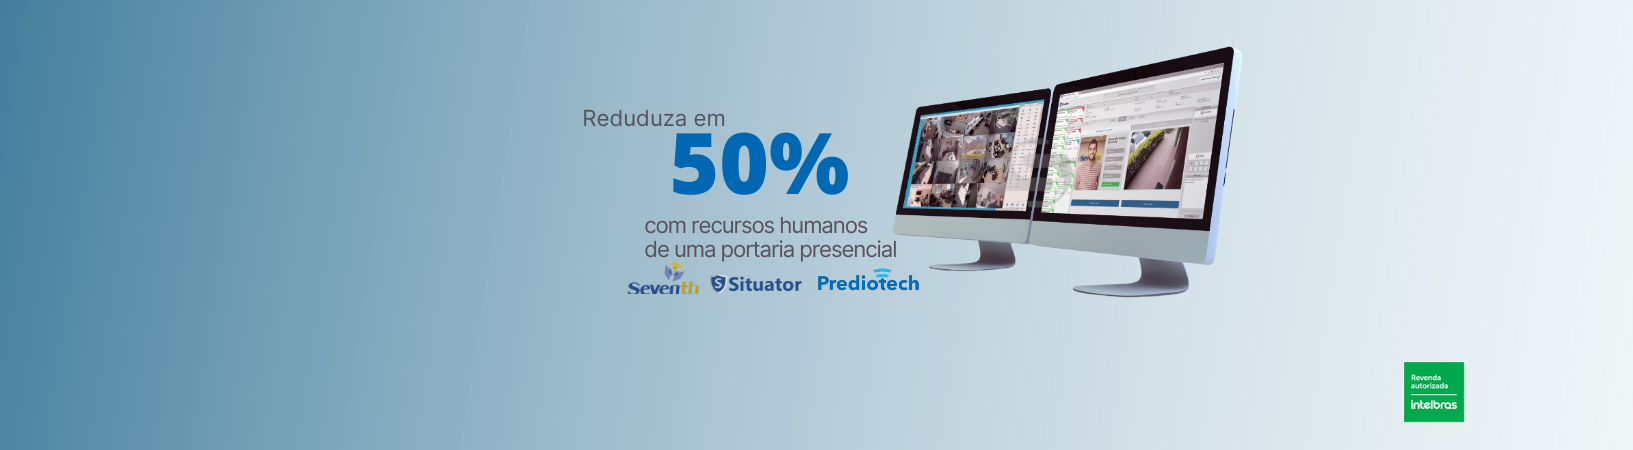 Reduduza em
50%
com recursos humanos
de uma portaria presencial
Seventh
S Situator
Prediotech
Revenda
autorizada
intelbras